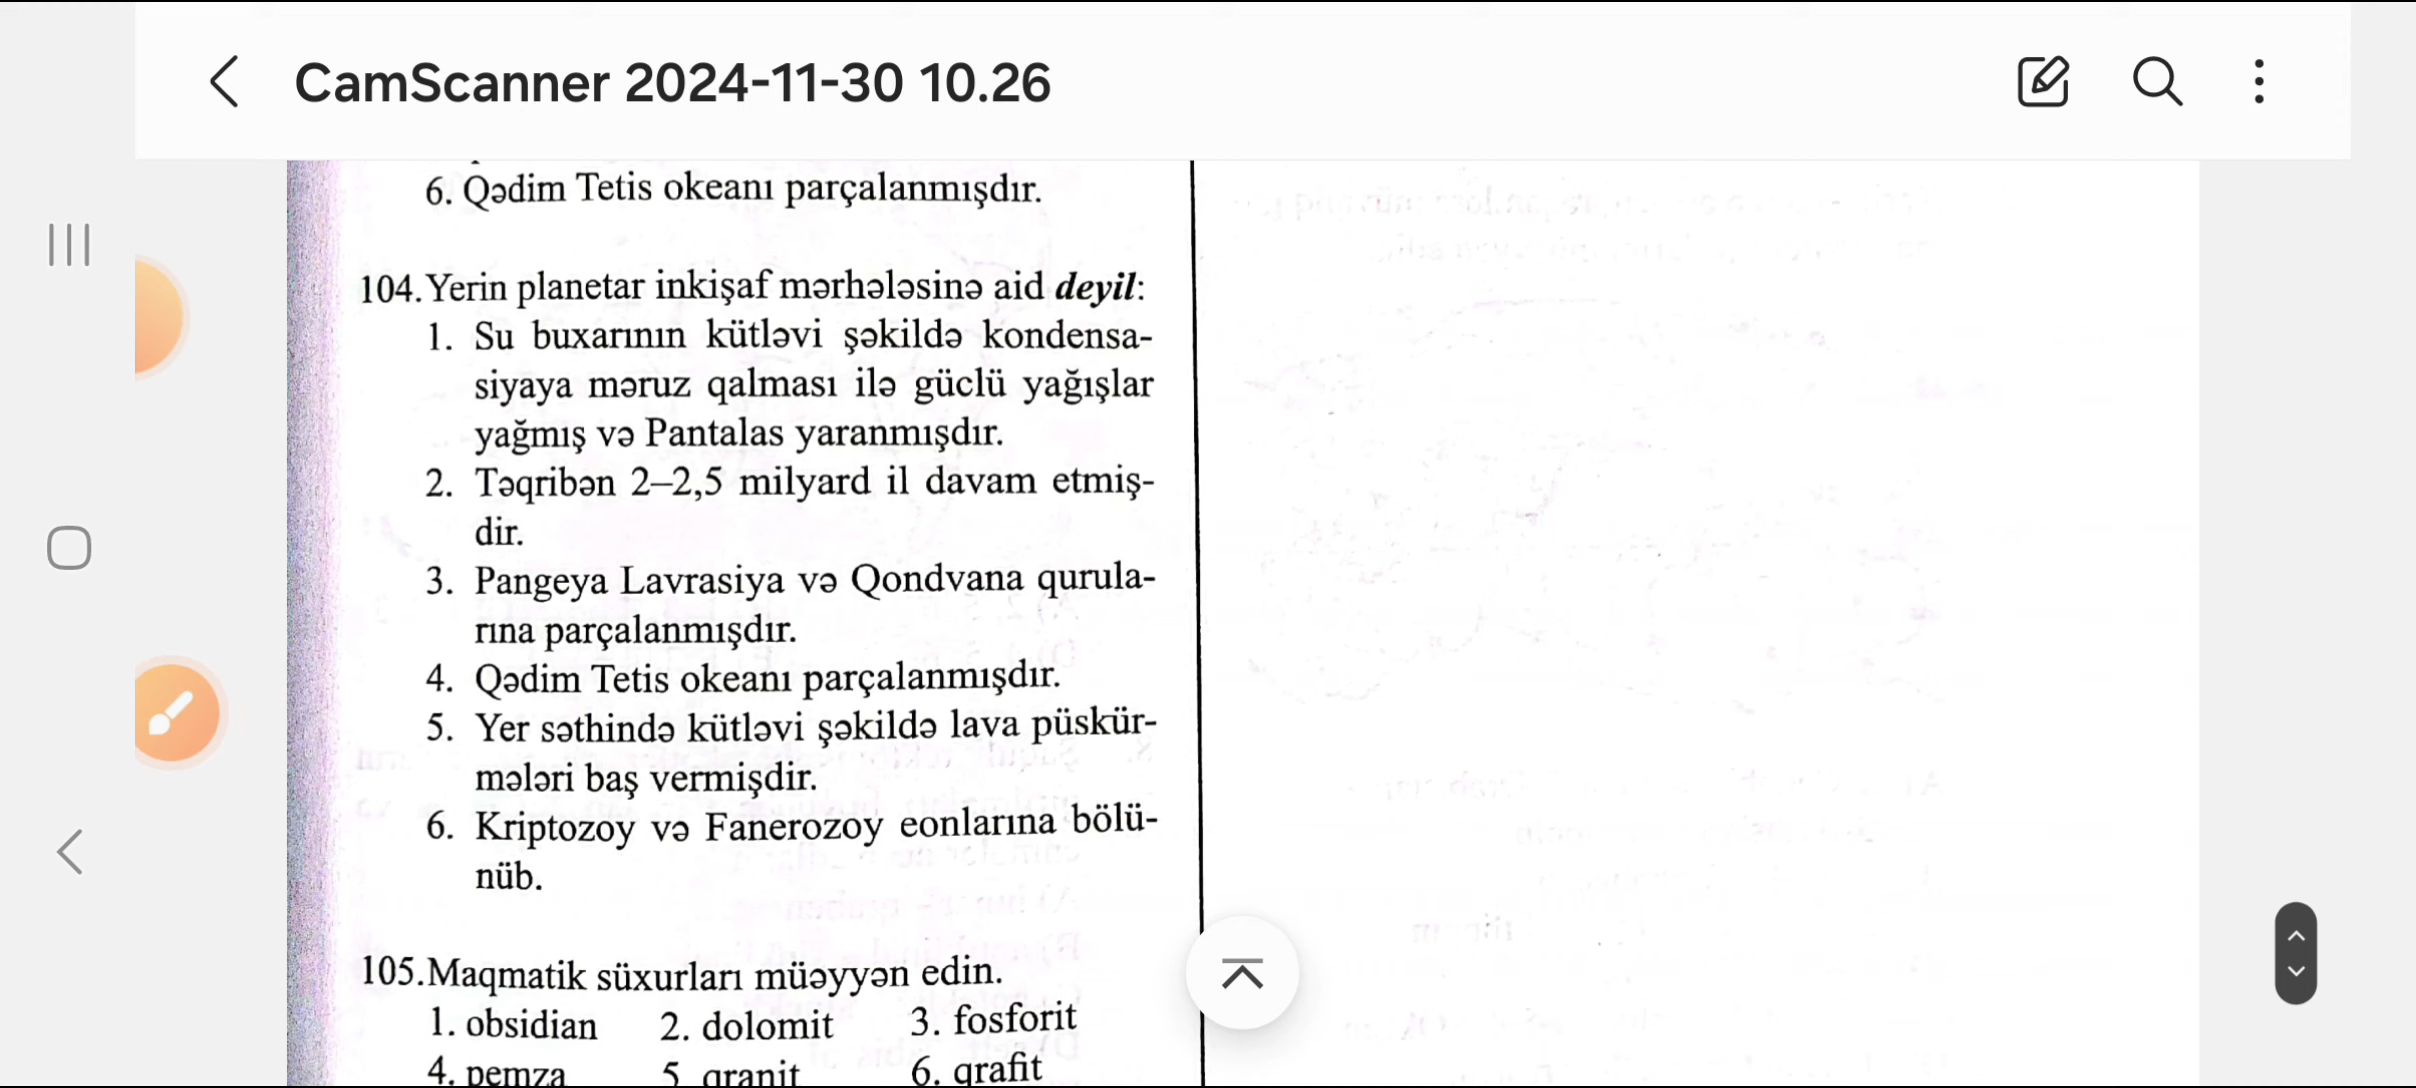 CamScanner 2024-11-30 10.26
6. Qədim Tetis okeanı parçalanmışdır.
104. Yerin planetar inkişaf mərhələsinə aid deyil:
1. Su buxarının kütləvi şəkildə kondensa-
siyaya məruz qalması ilə güclü yağışlar
yağmış və Pantalas yaranmışdır.
2. Təqribən 2–2,5 milyard il davam etmiş-
dir.
3. Pangeya Lavrasiya və Qondvana qurula-
rına parçalanmışdır.
4. Qədim Tetis okeanı parçalanmışdır.
5. Yer səthində kütləvi şəkildə lava püskür-
mələri baş vermişdir.
6. Kriptozoy və Fanerozoy eonlarına bölü-
nüb.
105. Maqmatik süxurları müəyyən edin.
1. obsidian 2. dolomit 3. fosforit
4. pemza 5. qranit 6. qrafit